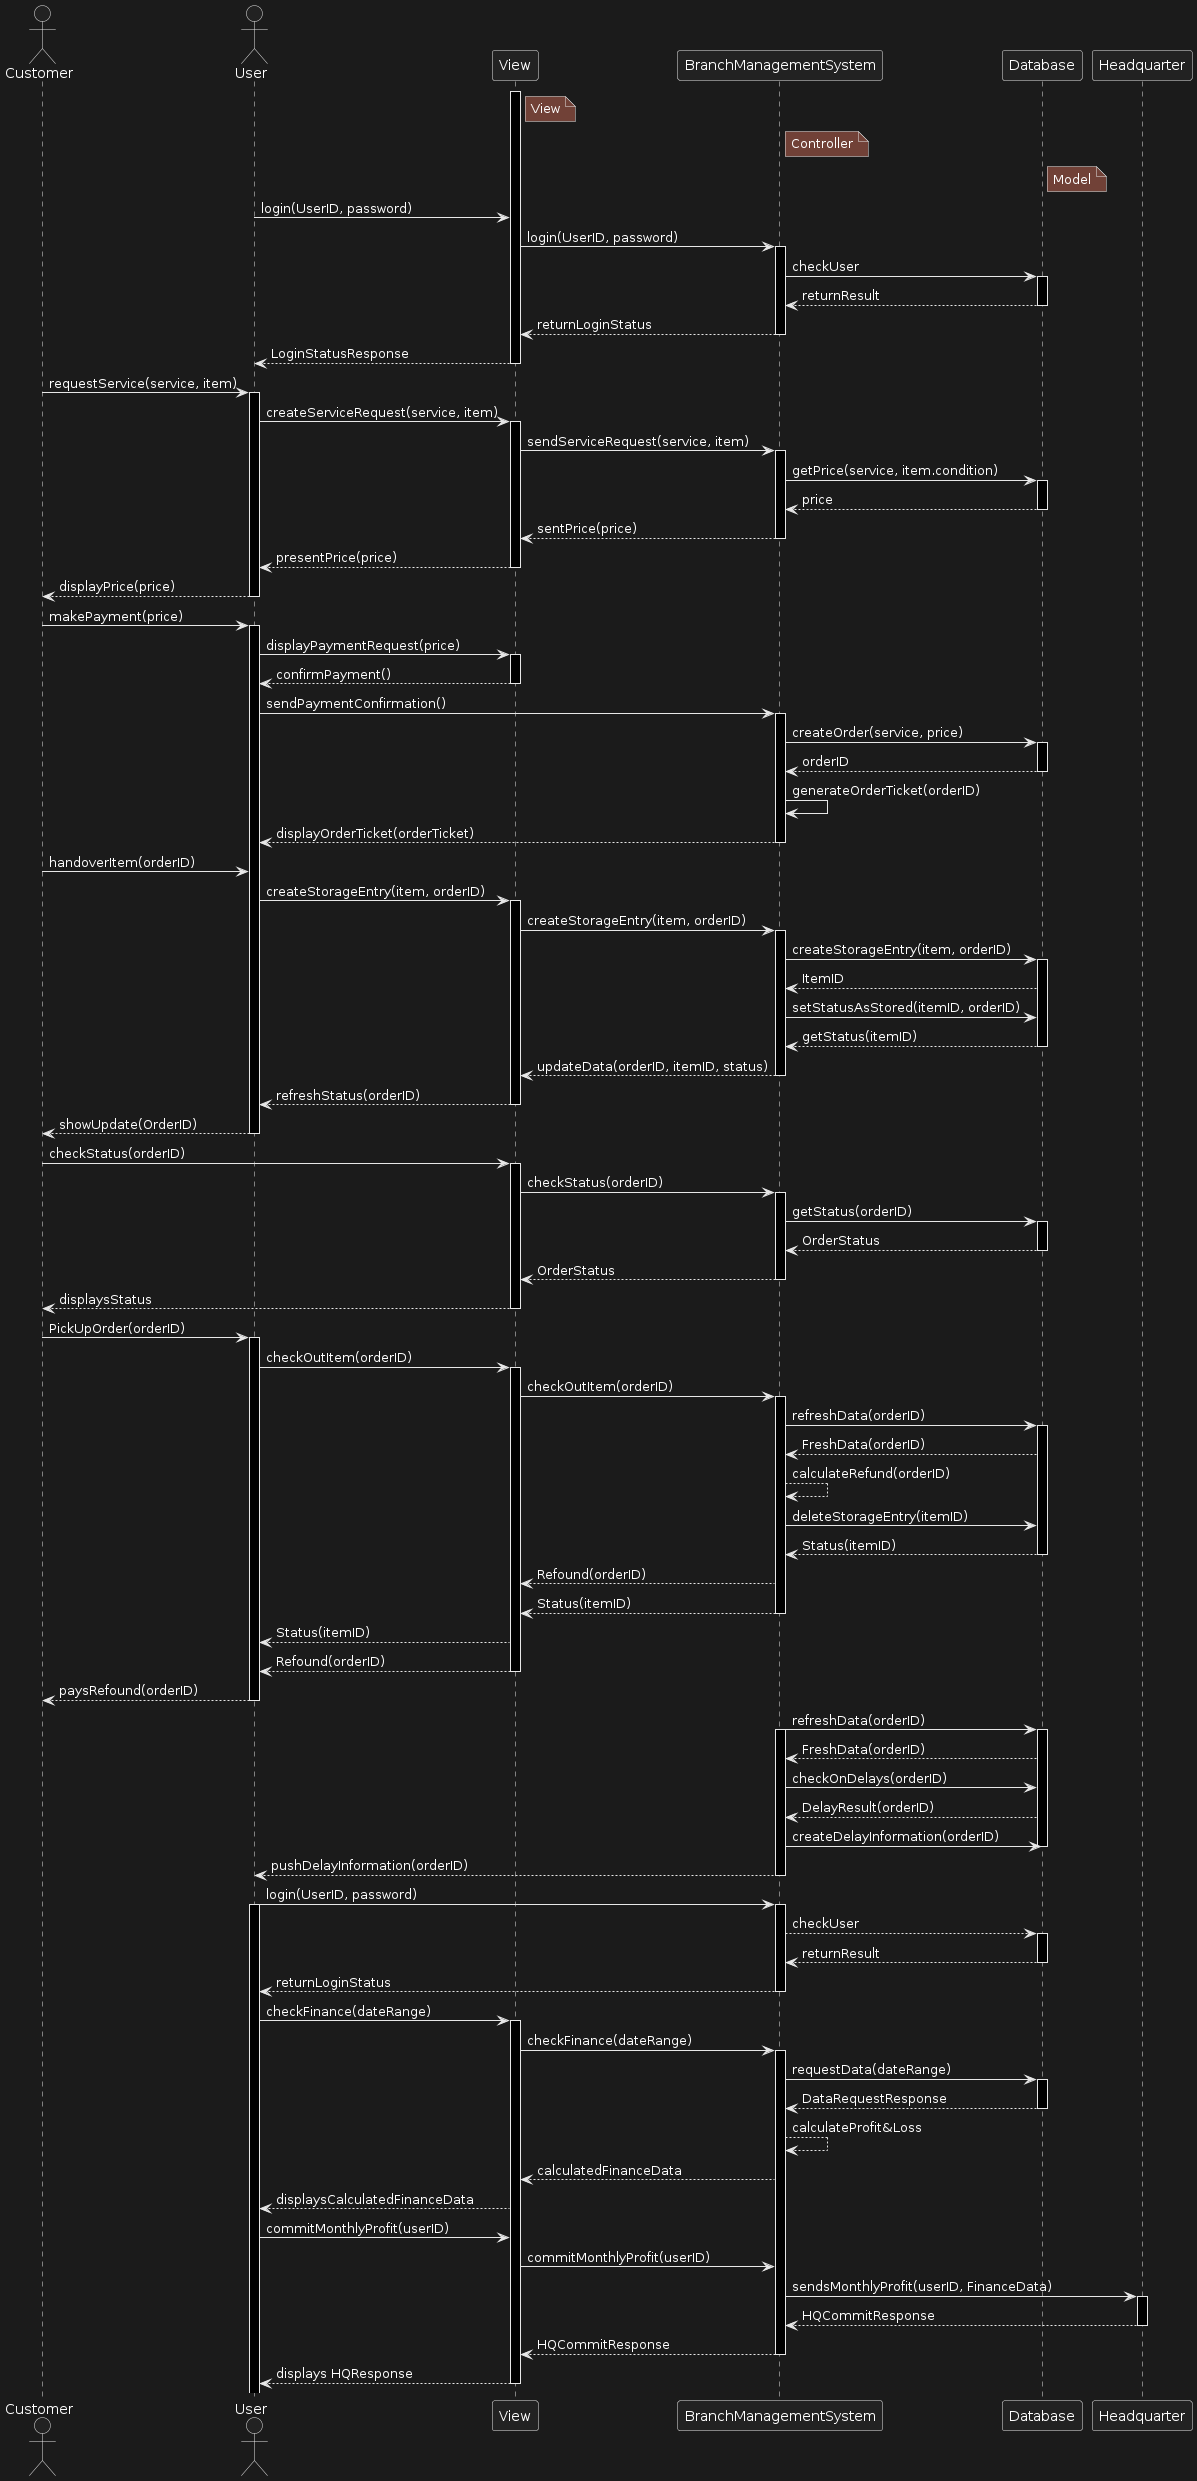 Customer
User
View
BranchManagementSystem
Database
Headquarter
View
Controller
Model
login(UserID, password)
login(UserID, password)
checkUser
returnResult
returnLoginStatus
LoginStatusResponse
requestService(service, item)
createServiceRequest(service, item)
sendServiceRequest(service, item)
getPrice(service, item.condition)
price
sentPrice(price)
presentPrice(price)
displayPrice(price)
makePayment(price)
displayPaymentRequest(price)
confirmPayment()
sendPaymentConfirmation()
createOrder(service, price)
orderID
generateOrderTicket(orderID)
displayOrderTicket(orderTicket)
handoverItem(orderID)
createStorageEntry(item, orderID)
createStorageEntry(item, orderID)
createStorageEntry(item, orderID)
ItemID
setStatusAsStored(itemID, orderID)
getStatus(itemID)
updateData(orderID, itemID, status)
refreshStatus(orderID)
showUpdate(OrderID)
checkStatus(orderID)
checkStatus(orderID)
getStatus(orderID)
OrderStatus
OrderStatus
displaysStatus
PickUpOrder(orderID)
checkOutItem(orderID)
checkOutItem(orderID)
refreshData(orderID)
FreshData(orderID)
calculateRefund(orderID)
deleteStorageEntry(itemID)
Status(itemID)
Refound(orderID)
Status(itemID)
Status(itemID)
Refound(orderID)
paysRefound(orderID)
refreshData(orderID)
FreshData(orderID)
checkOnDelays(orderID)
DelayResult(orderID)
createDelayInformation(orderID)
pushDelayInformation(orderID)
login(UserID, password)
checkUser
returnResult
returnLoginStatus
checkFinance(dateRange)
checkFinance(dateRange)
requestData(dateRange)
DataRequestResponse
calculateProfit&Loss
calculatedFinanceData
displaysCalculatedFinanceData
commitMonthlyProfit(userID)
commitMonthlyProfit(userID)
sendsMonthlyProfit(userID, FinanceData)
HQCommitResponse
HQCommitResponse
displays HQResponse
Customer
User
View
BranchManagementSystem
Database
Headquarter